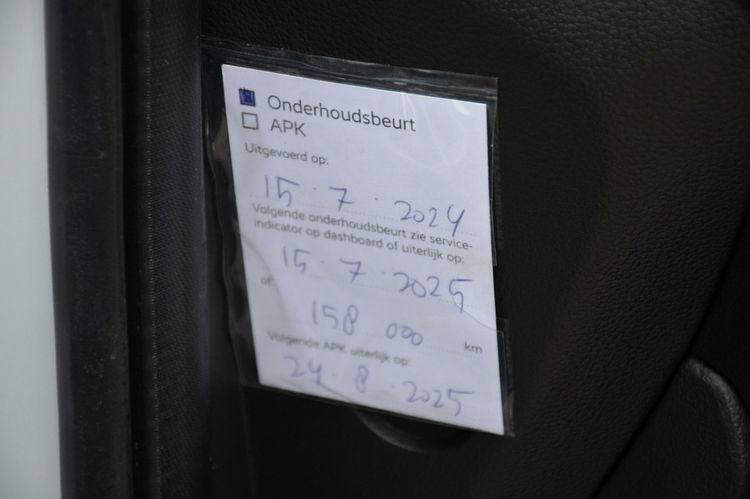 Onderhoudsbeurt
APK
Uitgevoerd op:
15 · 7 · 2024
Volgende onderhoudsbeurt zie service-
indicator op dashboard of uiterlijk op:
15 · 7 · 2025
of:
158 000 km
Volgende APK uiterlijk op:
24 · 8 · 2025